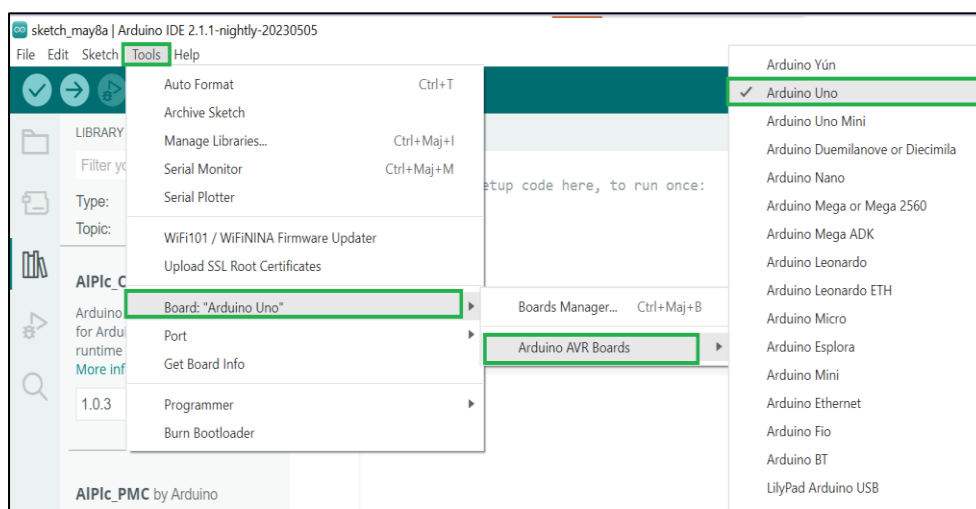 sketch_may8a | Arduino IDE 2.1.1-nightly-20230505
File Edit Sketch Tools Help
LIBRARY
Type:
Topic:
AlPlc_
Arduino
for Ardui
runtime
More inf
1.0.3
AlPlc_PMC by Arduino
Auto Format Ctrl+T
Archive Sketch
Manage Libraries... Ctrl+Maj+I
Serial Monitor Ctrl+Maj+M
Serial Plotter
WiFi101 / WiFiNINA Firmware Updater
Upload SSL Root Certificates
Board: "Arduino Uno"
Port
Get Board Info
Programmer
Burn Bootloader
etup code here, to run once:
Boards Manager... Ctrl+Maj+B
Arduino AVR Boards
Arduino Yún
Arduino Uno
Arduino Uno Mini
Arduino Duemilanove or Diecimila
Arduino Nano
Arduino Mega or Mega 2560
Arduino Mega ADK
Arduino Leonardo
Arduino Leonardo ETH
Arduino Micro
Arduino Esplora
Arduino Mini
Arduino Ethernet
Arduino Fio
Arduino BT
LilyPad Arduino USB